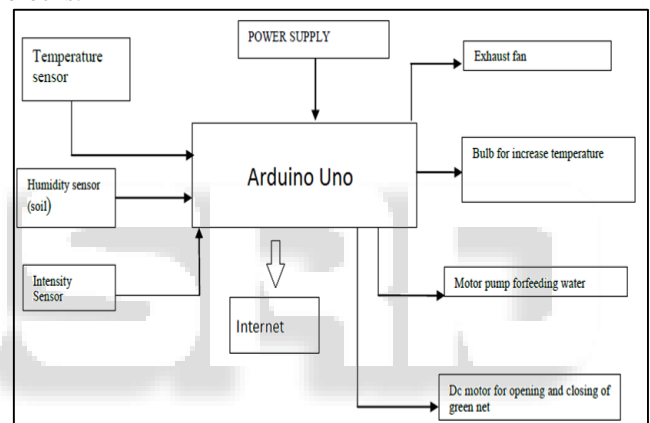 POWER SUPPLY
Temperature
sensor
Exhaust fan
Arduino Uno
Bulb for increase temperature
Humidity sensor
(soil)
Intensity
Sensor
Internet
Motor pump forfeeding water
Dc motor for opening and closing of
green net